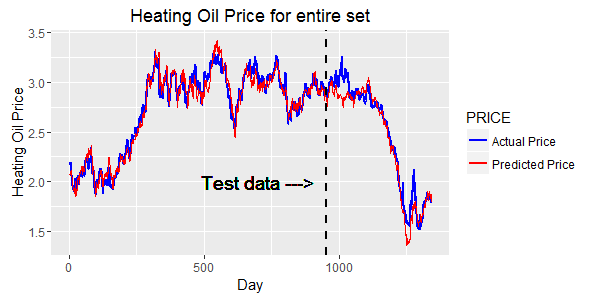 Heating Oil Price for entire set
3.5
3.0
2.5
2.0
1.5
Heating Oil Price
Test data --->
0
500
1000
Day
PRICE
Actual Price
Predicted Price